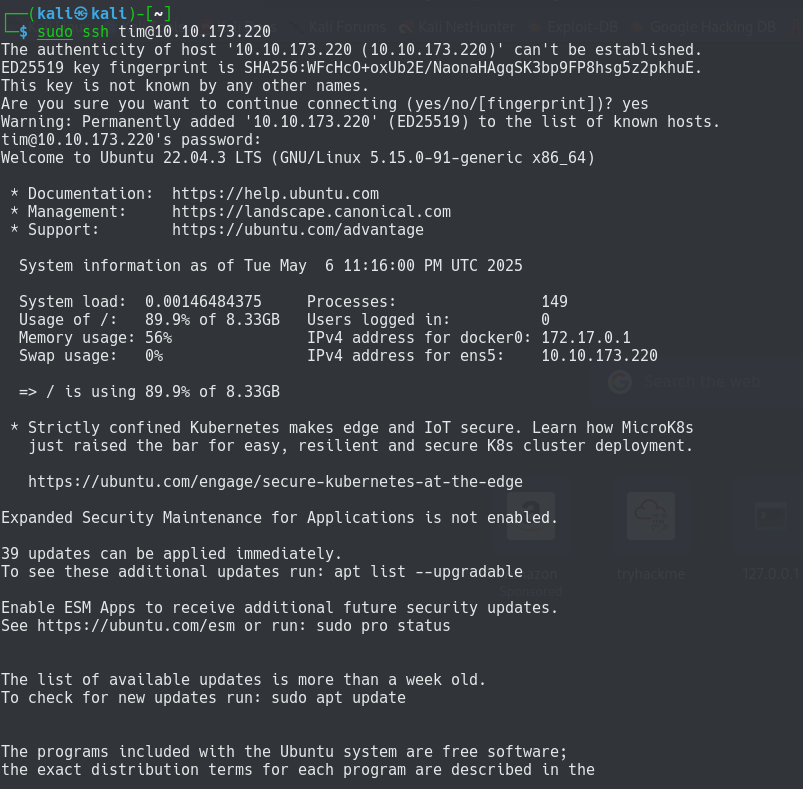 Kali Forums Kali NetHunter Exploit-DB Google Hacking DB
┌──(kali㉿kali)-[~]
└─$ sudo ssh tim@10.10.173.220
The authenticity of host '10.10.173.220 (10.10.173.220)' can't be established.
ED25519 key fingerprint is SHA256:WFcHcO+oxUb2E/NaonaHAgqSK3bp9FP8hsg5z2pkhuE.
This key is not known by any other names.
Are you sure you want to continue connecting (yes/no/[fingerprint])? yes
Warning: Permanently added '10.10.173.220' (ED25519) to the list of known hosts.
tim@10.10.173.220's password:
Welcome to Ubuntu 22.04.3 LTS (GNU/Linux 5.15.0-91-generic x86_64)
* Documentation:  https://help.ubuntu.com
* Management:     https://landscape.canonical.com
* Support:        https://ubuntu.com/advantage
System information as of Tue May  6 11:16:00 PM UTC 2025
System load:  0.00146484375     Processes:                149
Usage of /:   89.9% of 8.33GB   Users logged in:          0
Memory usage: 56%               IPv4 address for docker0: 172.17.0.1
Swap usage:   0%                IPv4 address for ens5:    10.10.173.220
=> / is using 89.9% of 8.33GB
Search the web
* Strictly confined Kubernetes makes edge and IoT secure. Learn how MicroK8s
just raised the bar for easy, resilient and secure K8s cluster deployment.
https://ubuntu.com/engage/secure-kubernetes-at-the-edge
Expanded Security Maintenance for Applications is not enabled.
39 updates can be applied immediately.
To see these additional updates run: apt list --upgradable
tryhackme
127.0.0.1
Sponsored
Enable ESM Apps to receive additional future security updates.
See https://ubuntu.com/esm or run: sudo pro status
The list of available updates is more than a week old.
To check for new updates run: sudo apt update
The programs included with the Ubuntu system are free software;
the exact distribution terms for each program are described in the